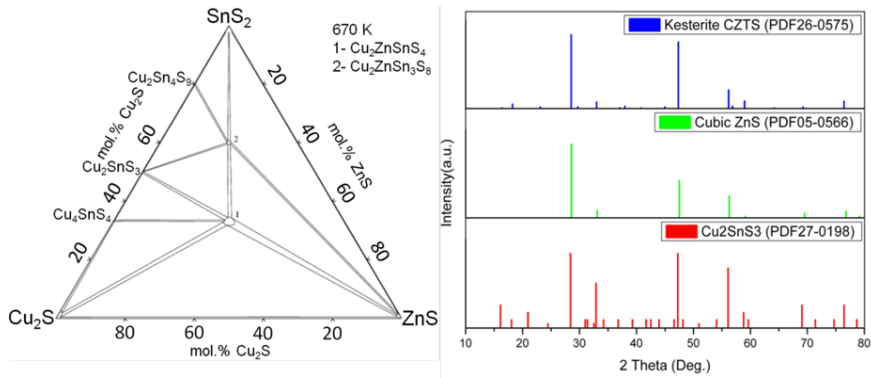 SnS2
670 K
1- Cu2ZnSnS4
2- Cu2ZnSn3S8
Cu2Sn4S9
20
mol.% Cu2S
60
2
40
mol.% ZnS
Cu2SnS3
40
60
Cu4SnS4
1
20
80
Cu2S
ZnS
80
60
40
20
mol.% Cu2S
Kesterite CZTS (PDF26-0575)
Cubic ZnS (PDF05-0566)
Cu2SnS3 (PDF27-0198)
Intensity(a.u.)
10
20
30
40
50
60
70
80
2 Theta (Deg.)